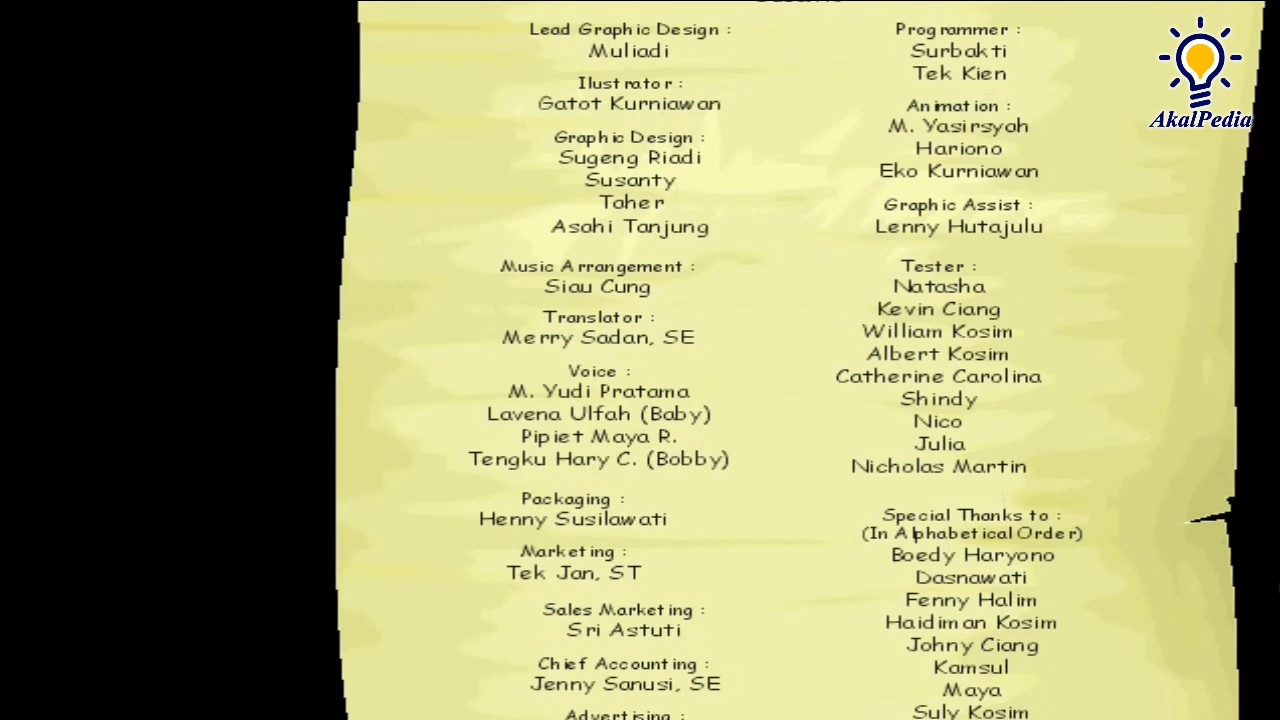 Lead Graphic Design :
Muliadi
Ilustrator :
Gatot Kurniawan
Graphic Design :
Sugeng Riadi
Susanty
Taher
Asahi Tanjung
Music Arrangement :
Siau Cung
Translator :
Merry Sadan, SE
Voice :
M. Yudi Pratama
Lavena Ulfah (Baby)
Pipiet Maya R.
Tengku Hary C. (Bobby)
Packaging :
Henny Susilawati
Marketing :
Tek Jan, ST
Sales Marketing :
Sri Astuti
Chief Accounting :
Jenny Sanusi, SE
Advertising :
Programmer :
Surbakti
Tek Kien
Animation :
M. Yasirsyah
Hariono
Eko Kurniawan
Graphic Assist :
Lenny Hutajulu
Tester :
Natasha
Kevin Ciang
William Kosim
Albert Kosim
Catherine Carolina
Shindy
Nico
Julia
Nicholas Martin
Special Thanks to :
(In Alphabetical Order)
Boedy Haryono
Dasnawati
Fenny Halim
Haidiman Kosim
Johny Ciang
Kamsul
Maya
Suly Kosim
AkalPedia